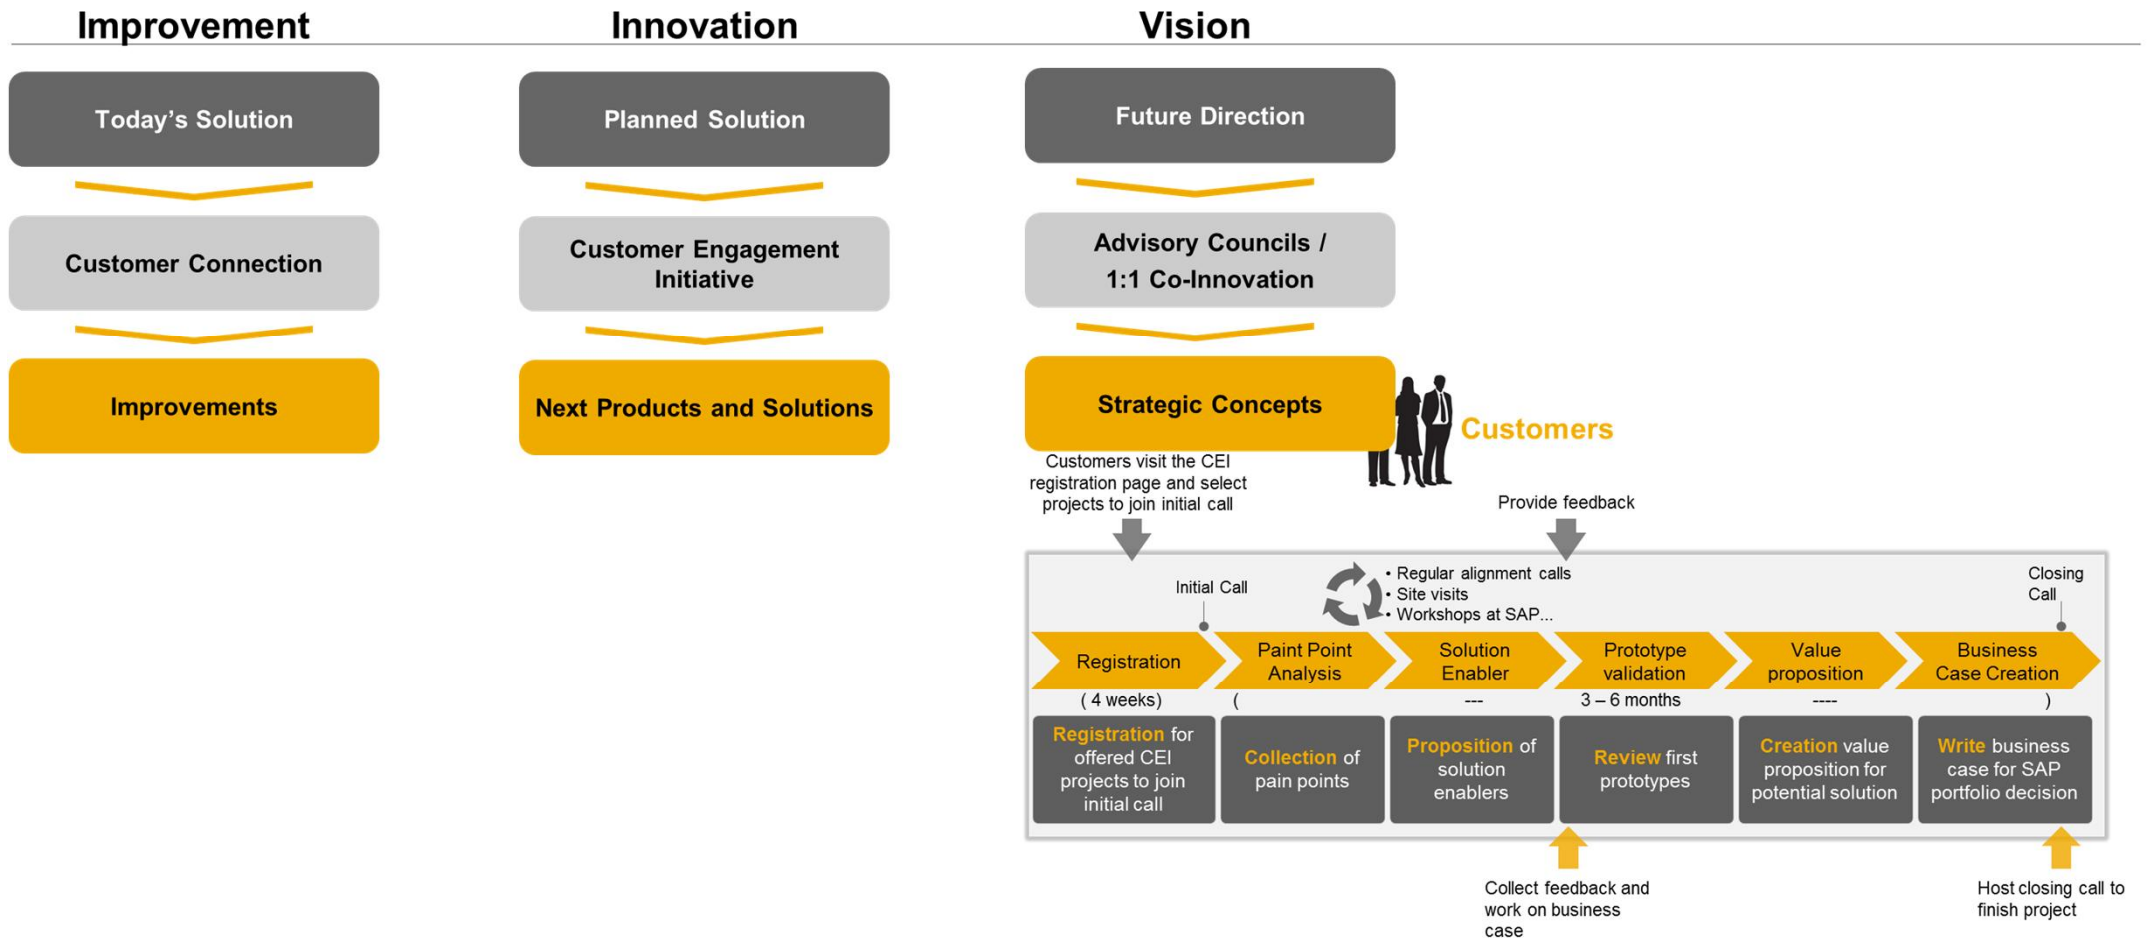 Improvement
Innovation
Vision
Today's Solution
Planned Solution
Future Direction
Customer Connection
Customer Engagement
Initiative
Advisory Councils /
1:1 Co-Innovation
Improvements
Next Products and Solutions
Strategic Concepts
Customers
Customers visit the CEI
registration page and select
projects to join initial call
Provide feedback
Initial Call
• Regular alignment calls
• Site visits
• Workshops at SAP...
Closing
Call
Registration
Paint Point
Analysis
Solution
Enabler
Prototype
validation
Value
proposition
Business
Case Creation
( 4 weeks)
( --- 3 – 6 months ---- )
Registration for
offered CEI
projects to join
initial call
Collection of
pain points
Proposition of
solution
enablers
Review first
prototypes
Creation value
proposition for
potential solution
Write business
case for SAP
portfolio decision
Collect feedback and
work on business
case
Host closing call to
finish project